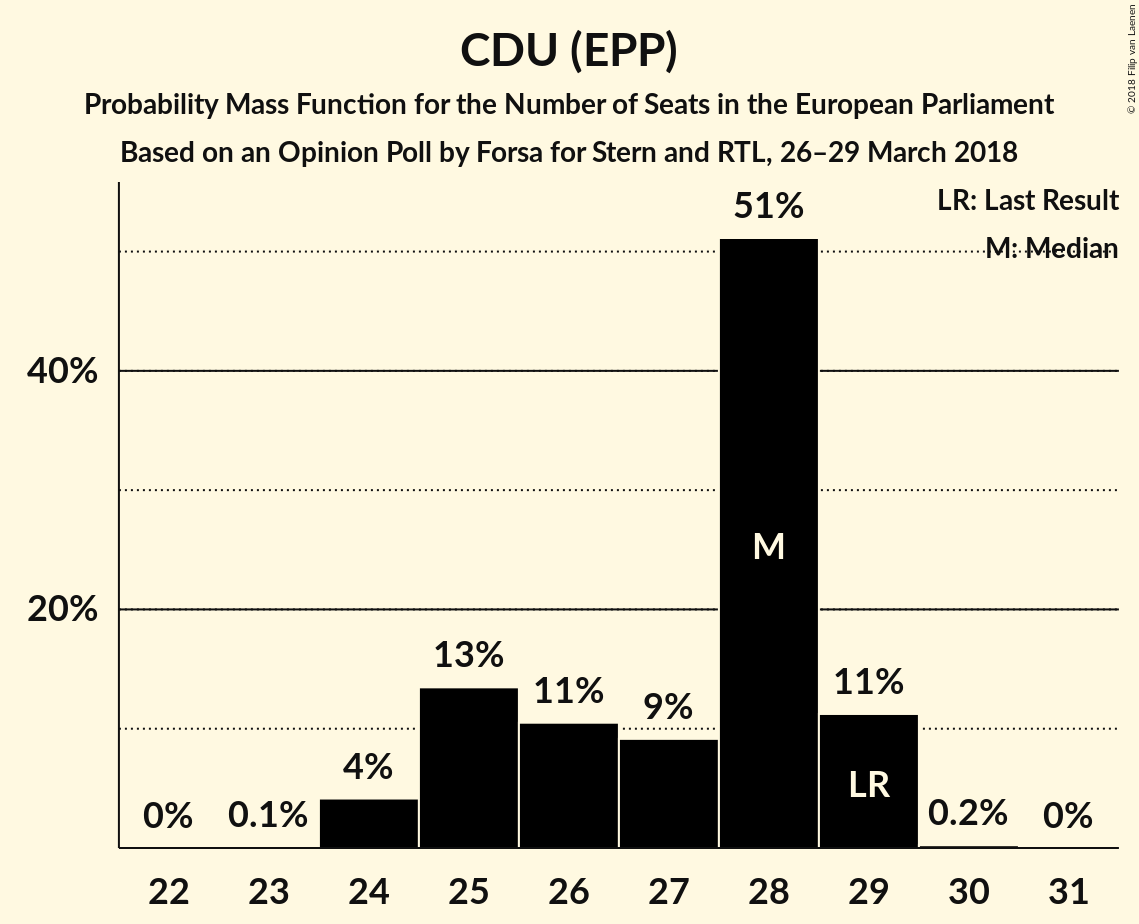 CDU (EPP)
Probability Mass Function for the Number of Seats in the European Parliament
Based on an Opinion Poll by Forsa for Stern and RTL, 26–29 March 2018
© 2018 Filip van Laenen
LR: Last Result
M: Median
40%
20%
0%
0.1%
4%
13%
11%
9%
51%
11%
0.2%
0%
M
LR
22 23 24 25 26 27 28 29 30 31